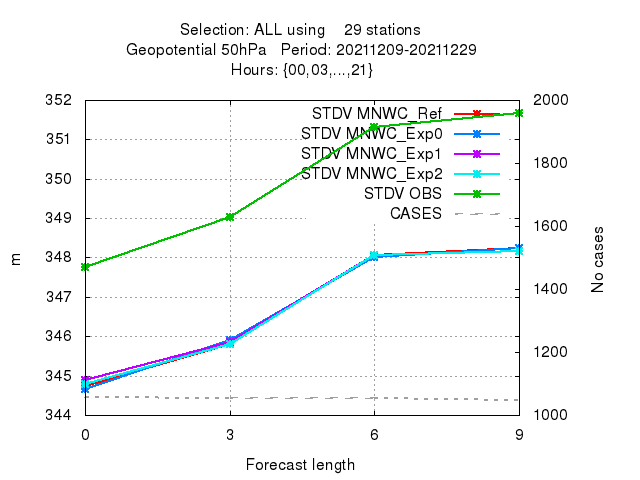 Selection: ALL using 29 stations
Geopotential 50hPa Period: 20211209-20211229
Hours: {00,03,...,21}
352
351
350
349
348
347
346
345
344
2000
1800
1600
1400
1200
1000
STDV MNWC_Ref
STDV MNWC_Exp0
STDV MNWC_Exp1
STDV MNWC_Exp2
STDV OBS
CASES
m
No cases
0 3 6 9
Forecast length